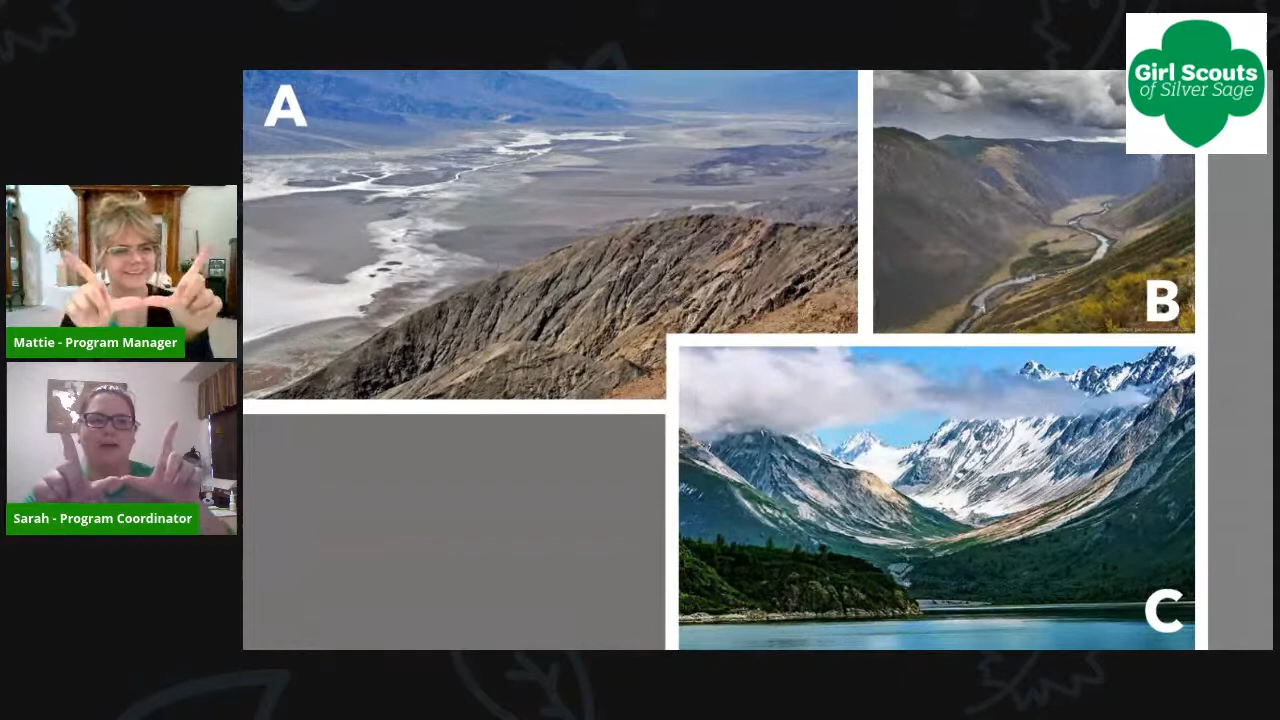 A
B
C
Girl Scouts
of Silver Sage
Mattie - Program Manager
Sarah - Program Coordinator